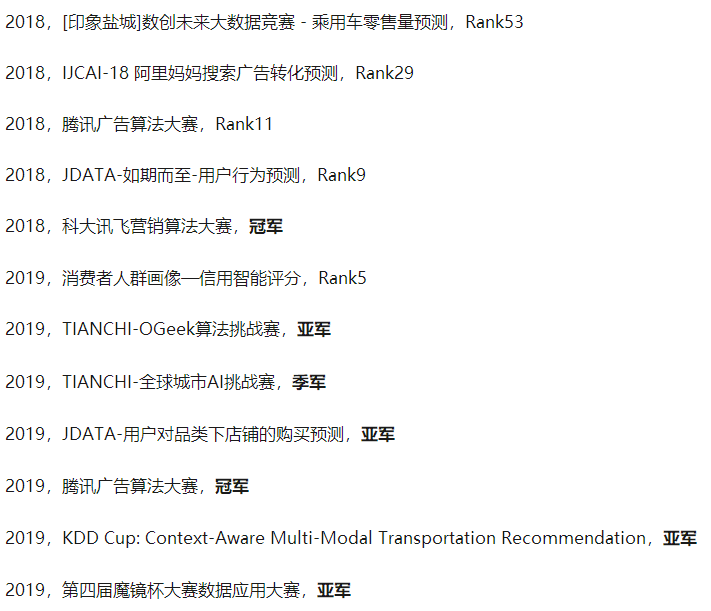 2018，[印象盐城]数创未来大数据竞赛 - 乘用车零售量预测，Rank53
2018，IJCAI-18 阿里妈妈搜索广告转化预测，Rank29
2018，腾讯广告算法大赛，Rank11
2018，JDATA-如期而至-用户行为预测，Rank9
2018，科大讯飞营销算法大赛，冠军
2019，消费者人群画像—信用智能评分，Rank5
2019，TIANCHI-OGeek算法挑战赛，亚军
2019，TIANCHI-全球城市AI挑战赛，季军
2019，JDATA-用户对品类下店铺的购买预测，亚军
2019，腾讯广告算法大赛，冠军
2019，KDD Cup: Context-Aware Multi-Modal Transportation Recommendation，亚军
2019，第四届魔镜杯大赛数据应用大赛，亚军